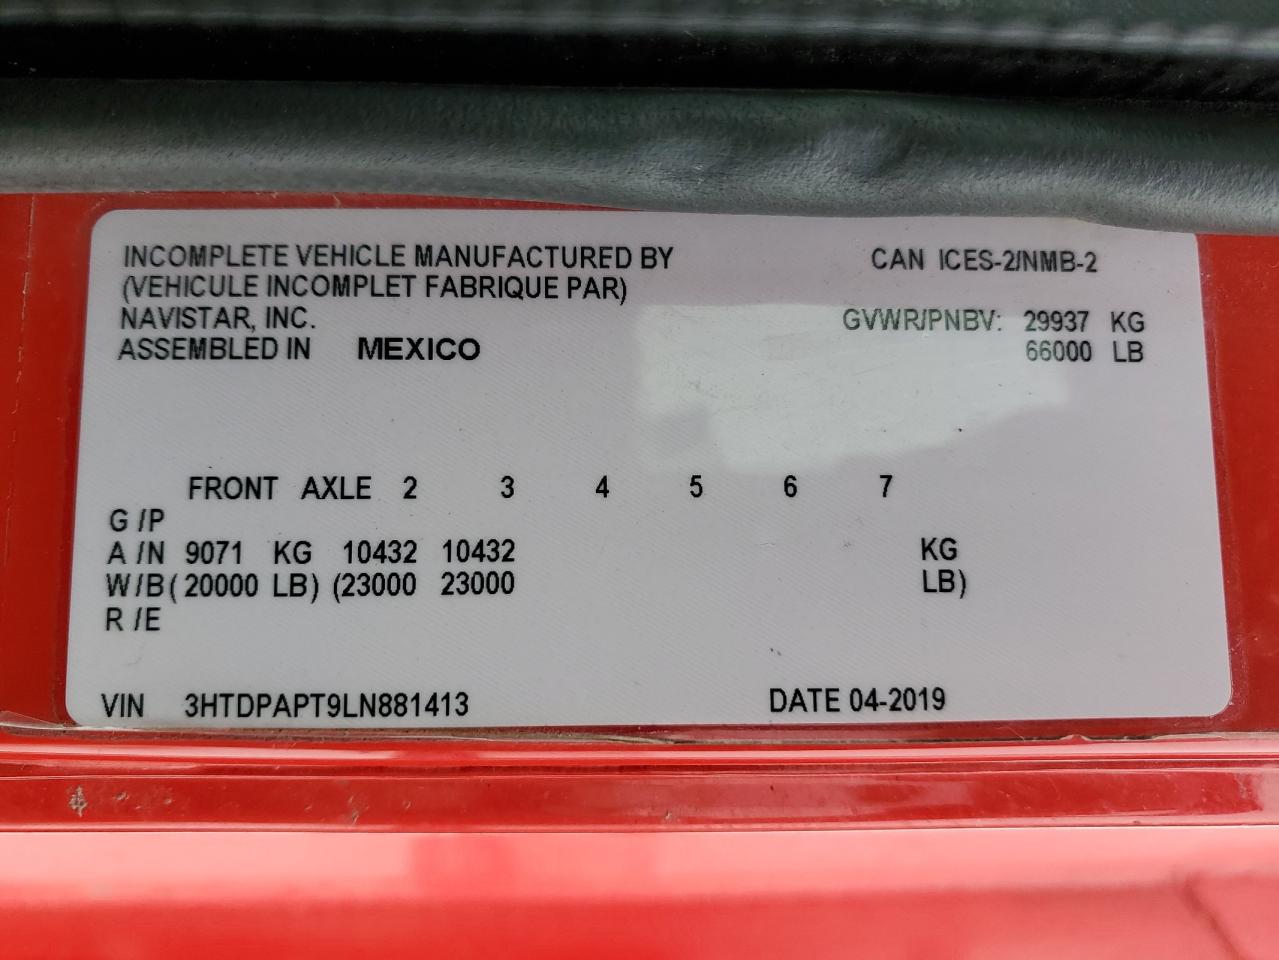 INCOMPLETE VEHICLE MANUFACTURED BY CAN ICES-2/NMB-2
(VEHICULE INCOMPLET FABRIQUE PAR)
NAVISTAR, INC. GVWR/PNBV: 29937 KG
ASSEMBLED IN MEXICO 66000 LB
FRONT AXLE 2 3 4 5 6 7
G /P
A /N 9071 KG 10432 10432 KG
W/B (20000 LB) (23000 23000 LB)
R /E
VIN 3HTDPAPT9LN881413 DATE 04-2019